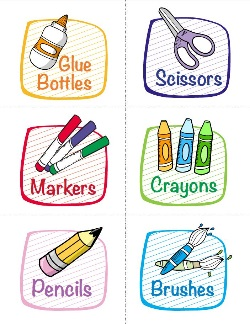 Glue
Bottles
Scissors
Markers
Crayons
Pencils
Brushes